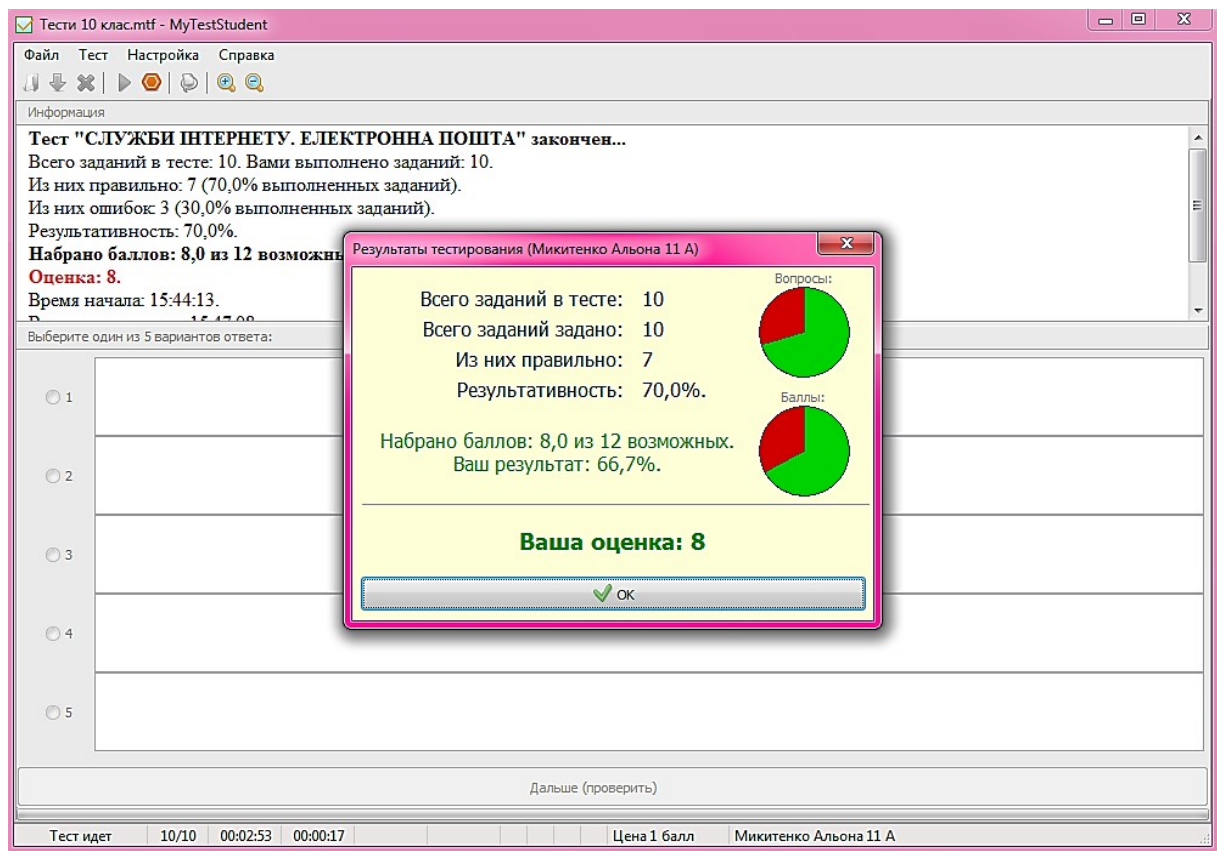 Тести 10 клас.mtf - MyTestStudent
Файл Тест Настройка Справка
Информация
Тест "СЛУЖБИ ІНТЕРНЕТУ. ЕЛЕКТРОННА ПОШТА" закончен...
Всего заданий в тесте: 10. Вами выполнено заданий: 10.
Из них правильно: 7 (70,0% выполненных заданий).
Из них ошибок: 3 (30,0% выполненных заданий).
Результативность: 70,0%.
Набрано баллов: 8,0 из 12 возможн
Оценка: 8.
Время начала: 15:44:13.
Выберите один из 5 вариантов ответа:
1
2
3
4
5
Результаты тестирования (Микитенко Альона 11 А)
Всего заданий в тесте: 10
Всего заданий задано: 10
Из них правильно: 7
Результативность: 70,0%.
Вопросы:
Баллы:
Набрано баллов: 8,0 из 12 возможных.
Ваш результат: 66,7%.
Ваша оценка: 8
OK
Дальше (проверить)
Тест идет 10/10 00:02:53 00:00:17 Цена 1 балл Микитенко Альона 11 А